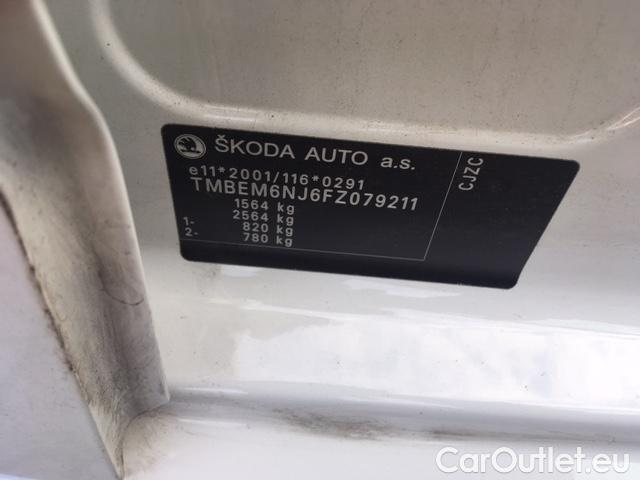 ŠKODA AUTO a.s.
e11*2001/116*0291
TMBEM6NJ6FZ079211
1564 kg
2564 kg
1- 820 kg
2- 780 kg
CJZC
CarOutlet.eu